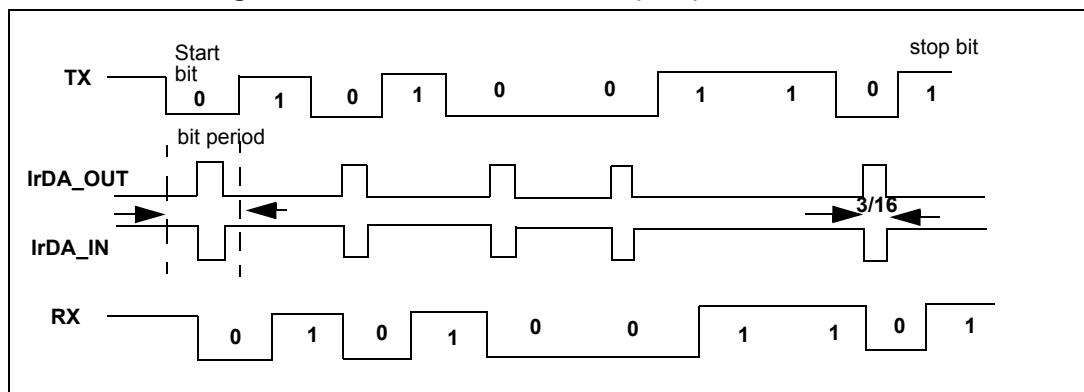 Start
bit
stop bit
TX
0 1 0 1 0 0 1 1 0 1
bit period
IrDA_OUT
3/16
IrDA_IN
RX
0 1 0 1 0 0 1 1 0 1